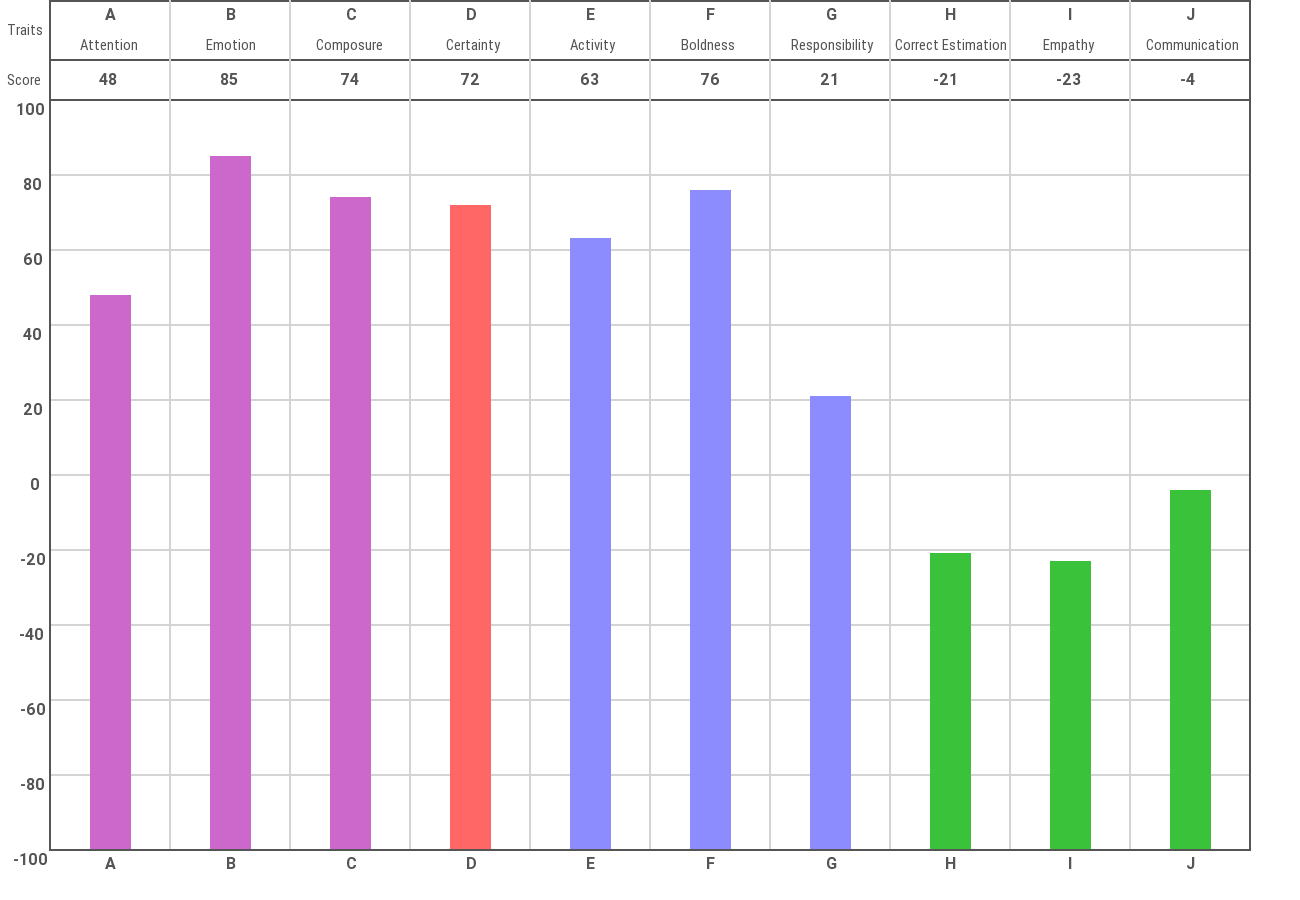 A B C D E F G H I J
Traits
Attention Emotion Composure Certainty Activity Boldness Responsibility Correct Estimation Empathy Communication
Score 48 85 74 72 63 76 21 -21 -23 -4
100
80
60
40
20
0
-20
-40
-60
-80
-100
A B C D E F G H I J